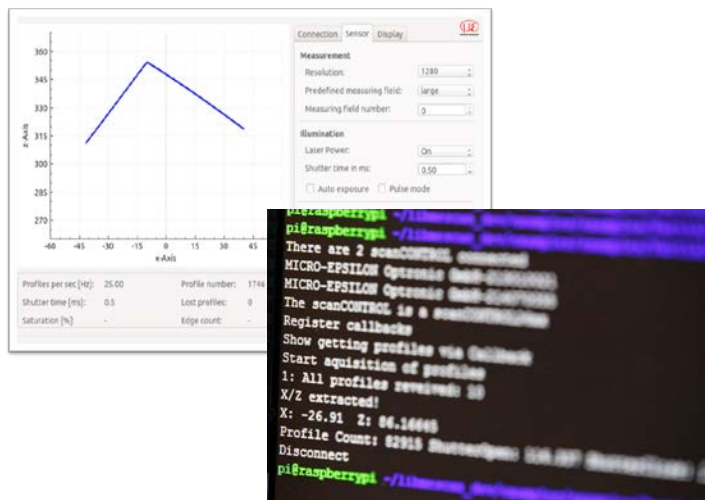 Connection Sensor Display
Measurement
Resolution: 1280
Predefined measuring field: large
Measuring field number: 0
Illumination
Laser Power: On
Shutter time in ms: 0.50
Auto exposure Pulse mode
z-Axis
360
345
330
315
300
285
270
-60 -45 -30 -15 0 15 30 45
x-Axis
Profiles per sec [Hz]: 25.00 Profile number: 1746
Shutter time [ms]: 0.5 Lost profiles: 0
Saturation [%]: - Edge count: -
pi@raspberrypi
pi@raspberrypi
There are 2 scanCONTROL connected
MICRO-EPSILON Optronic
MICRO-EPSILON Optronic
The scanCONTROL is a
Register callbacks
Show getting profiles via Callback
Start aquisition of profiles
1: All profiles received: 10
X/Z extracted!
X: -26.91 Z: 86.16665
Profile Count: 82915
Disconnect
pi@raspberrypi